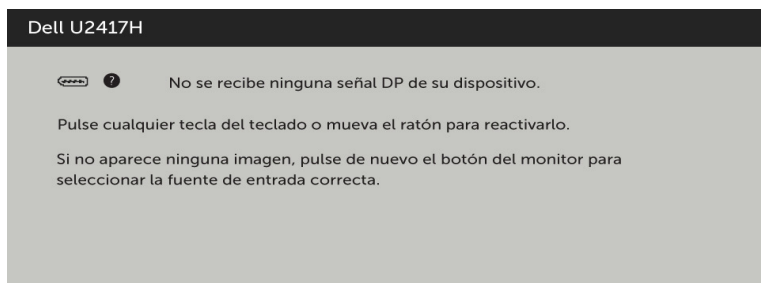 Dell U2417H
No se recibe ninguna señal DP de su dispositivo.
Pulse cualquier tecla del teclado o mueva el ratón para reactivarlo.
Si no aparece ninguna imagen, pulse de nuevo el botón del monitor para
seleccionar la fuente de entrada correcta.